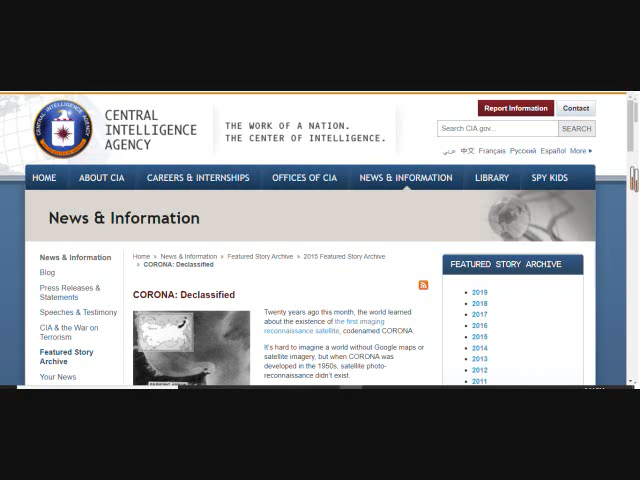 Report Information
Contact
CENTRAL
INTELLIGENCE
AGENCY
THE WORK OF A NATION.
THE CENTER OF INTELLIGENCE.
Search CIA.gov...
SEARCH
عربي 中文 Français Русский Español More
HOME ABOUT CIA CAREERS & INTERNSHIPS OFFICES OF CIA NEWS & INFORMATION LIBRARY SPY KIDS
News & Information
News & Information
Blog
Press Releases &
Statements
Speeches & Testimony
CIA & the War on
Terrorism
Featured Story
Archive
Your News
Home » News & Information » Featured Story Archive » 2015 Featured Story Archive
» CORONA: Declassified
CORONA: Declassified
Twenty years ago this month, the world learned
about the existence of the first imaging
reconnaissance satellite, codenamed CORONA.
It's hard to imagine a world without Google maps or
satellite imagery, but when CORONA was
developed in the 1950s, satellite photo-
reconnaissance didn't exist.
FEATURED STORY ARCHIVE
2019
2018
2017
2016
2015
2014
2013
2012
2011